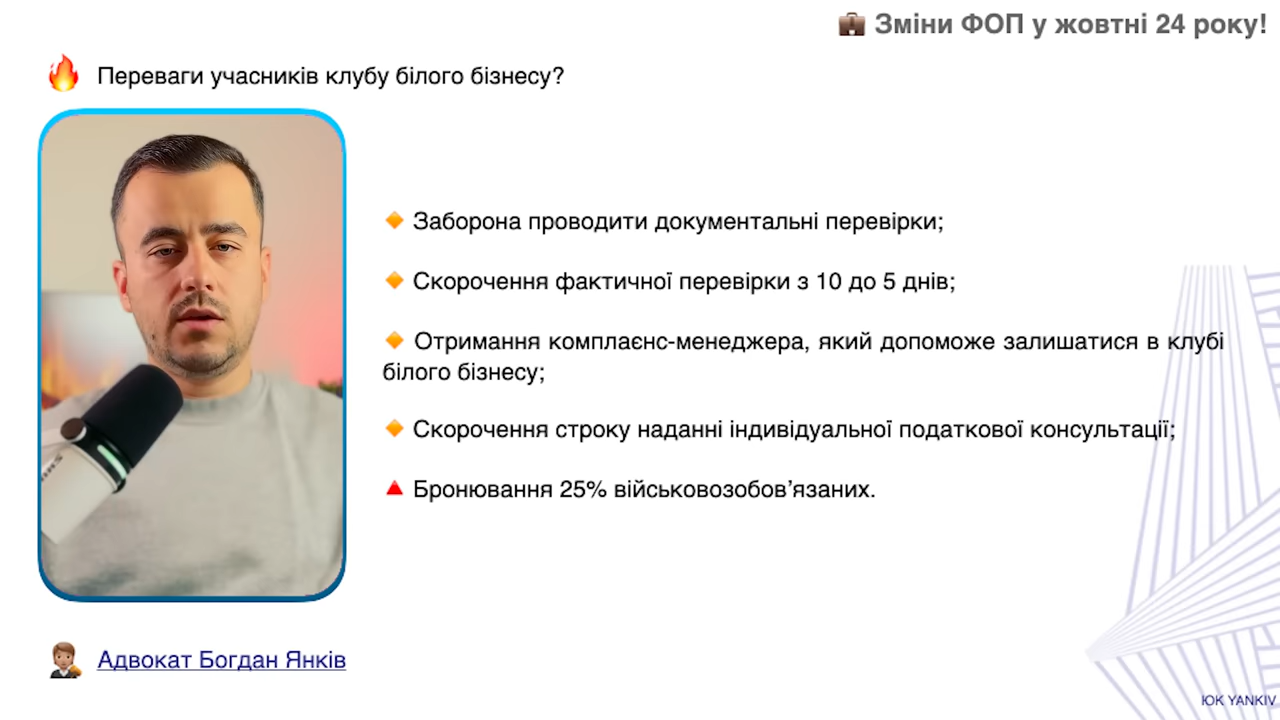 Зміни ФОП у жовтні 24 року!
Переваги учасників клубу білого бізнесу?
Заборона проводити документальні перевірки;
Скорочення фактичної перевірки з 10 до 5 днів;
Отримання комплаєнс-менеджера, який допоможе залишатися в клубі
білого бізнесу;
Скорочення строку наданні індивідуальної податкової консультації;
Бронювання 25% військовозобов’язаних.
Адвокат Богдан Янків
ЮК YANKIV